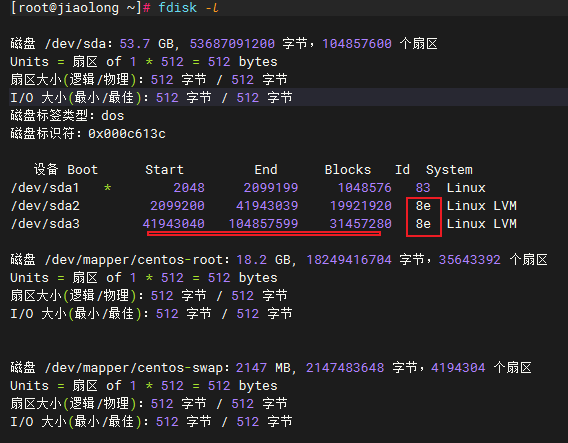 [root@jiaolong ~]# fdisk -l
磁盘 /dev/sda：53.7 GB, 53687091200 字节，104857600 个扇区
Units = 扇区 of 1 * 512 = 512 bytes
扇区大小(逻辑/物理)：512 字节 / 512 字节
I/O 大小(最小/最佳)：512 字节 / 512 字节
磁盘标签类型：dos
磁盘标识符：0x000c613c
设备 Boot Start End Blocks Id System
/dev/sda1 * 2048 2099199 1048576 83 Linux
/dev/sda2 2099200 41943039 19921920 8e Linux LVM
/dev/sda3 41943040 104857599 31457280 8e Linux LVM
磁盘 /dev/mapper/centos-root：18.2 GB, 18249416704 字节，35643392 个扇区
Units = 扇区 of 1 * 512 = 512 bytes
扇区大小(逻辑/物理)：512 字节 / 512 字节
I/O 大小(最小/最佳)：512 字节 / 512 字节
磁盘 /dev/mapper/centos-swap：2147 MB, 2147483648 字节，4194304 个扇区
Units = 扇区 of 1 * 512 = 512 bytes
扇区大小(逻辑/物理)：512 字节 / 512 字节
I/O 大小(最小/最佳)：512 字节 / 512 字节